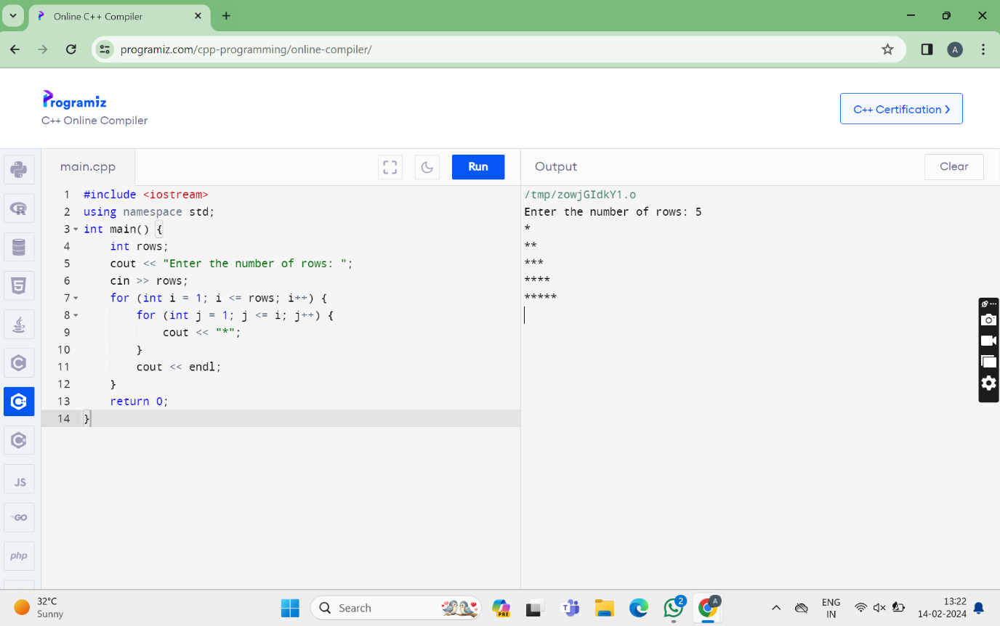 Online C++ Compiler
programiz.com/cpp-programming/online-compiler/
A
Programiz
C++ Online Compiler
C++ Certification
main.cpp
Run
Output
Clear
1 #include <iostream>
2 using namespace std;
3 int main() {
4     int rows;
5     cout << "Enter the number of rows: ";
6     cin >> rows;
7     for (int i = 1; i <= rows; i++) {
8         for (int j = 1; j <= i; j++) {
9             cout << "*";
10         }
11         cout << endl;
12     }
13     return 0;
14 }
/tmp/zowjGIdkY1.o
Enter the number of rows: 5
*
**
***
****
*****
R
5
C
C
C
JS
GO
php
32°C
Sunny
Search
PRE
T
2
A
ENG
IN
13:22
14-02-2024